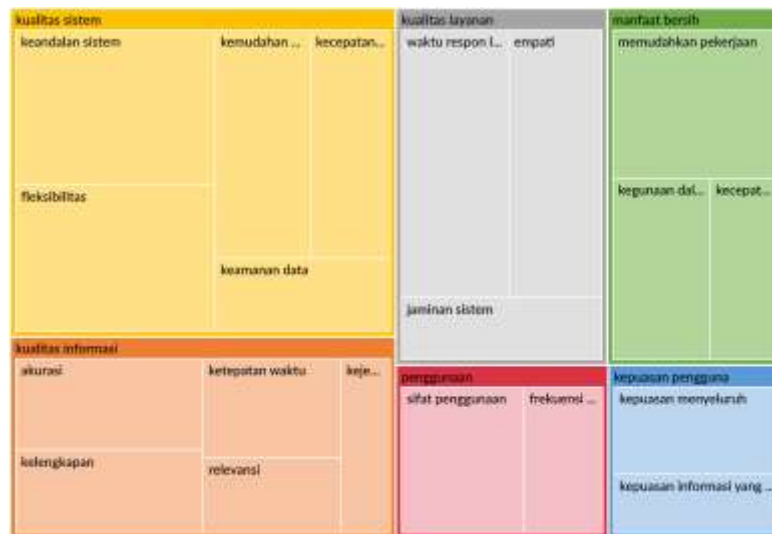 kualitas sistem
keandalan sistem
kemudahan ...
kecepatan...
fleksibilitas
keamanan data
kualitas informasi
akurasi
ketepatan waktu
keje...
kelengkapan
relevansi
kualitas layanan
waktu respon l...
empati
jaminan sistem
penggunaan
sifat penggunaan
frekuensi ...
manfaat bersih
memudahkan pekerjaan
kegunaan dal...
kecepat...
kepuasan pengguna
kepuasan menyeluruh
kepuasan informasi yang ...